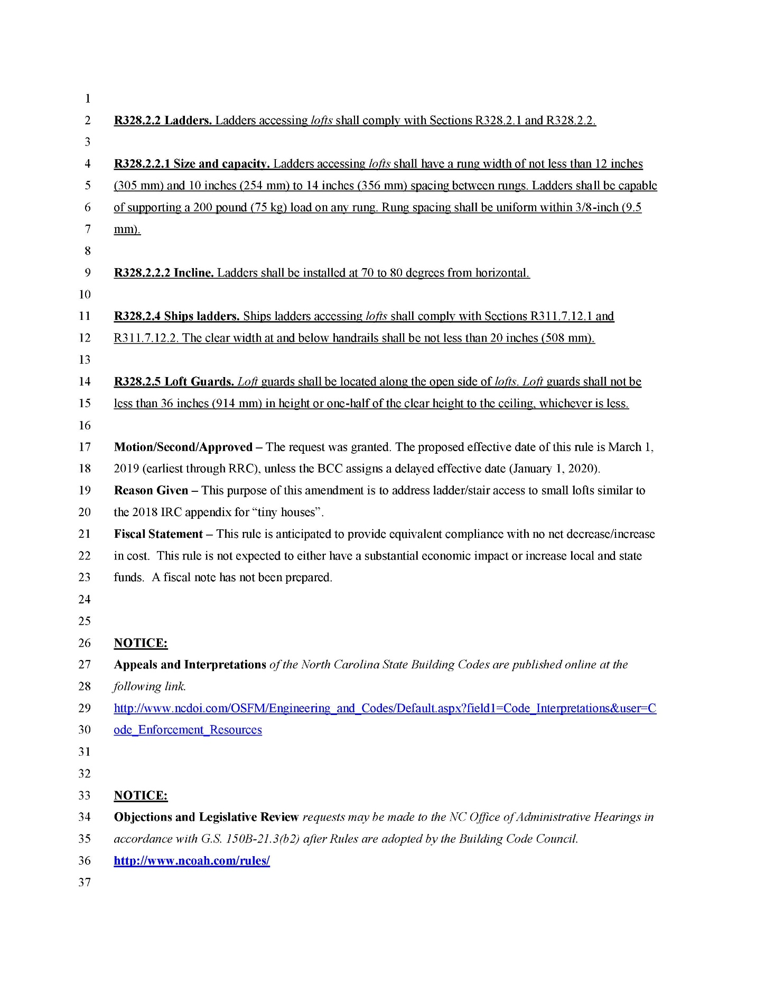 1
2 R328.2.2 Ladders. Ladders accessing lofts shall comply with Sections R328.2.1 and R328.2.2.
3
4 R328.2.2.1 Size and capacity. Ladders accessing lofts shall have a rung width of not less than 12 inches
5 (305 mm) and 10 inches (254 mm) to 14 inches (356 mm) spacing between rungs. Ladders shall be capable
6 of supporting a 200 pound (75 kg) load on any rung. Rung spacing shall be uniform within 3/8-inch (9.5
7 mm).
8
9 R328.2.2.2 Incline. Ladders shall be installed at 70 to 80 degrees from horizontal.
10
11 R328.2.4 Ships ladders. Ships ladders accessing lofts shall comply with Sections R311.7.12.1 and
12 R311.7.12.2. The clear width at and below handrails shall be not less than 20 inches (508 mm).
13
14 R328.2.5 Loft Guards. Loft guards shall be located along the open side of lofts. Loft guards shall not be
15 less than 36 inches (914 mm) in height or one-half of the clear height to the ceiling, whichever is less.
16
17 Motion/Second/Approved – The request was granted. The proposed effective date of this rule is March 1,
18 2019 (earliest through RRC), unless the BCC assigns a delayed effective date (January 1, 2020).
19 Reason Given – This purpose of this amendment is to address ladder/stair access to small lofts similar to
20 the 2018 IRC appendix for “tiny houses”.
21 Fiscal Statement – This rule is anticipated to provide equivalent compliance with no net decrease/increase
22 in cost.  This rule is not expected to either have a substantial economic impact or increase local and state
23 funds.  A fiscal note has not been prepared.
24
25
26 NOTICE:
27 Appeals and Interpretations of the North Carolina State Building Codes are published online at the
28 following link.
29 http://www.ncdoi.com/OSFM/Engineering_and_Codes/Default.aspx?field1=Code_Interpretations&user=C
30 ode_Enforcement_Resources
31
32
33 NOTICE:
34 Objections and Legislative Review requests may be made to the NC Office of Administrative Hearings in
35 accordance with G.S. 150B-21.3(b2) after Rules are adopted by the Building Code Council.
36 http://www.ncoah.com/rules/
37